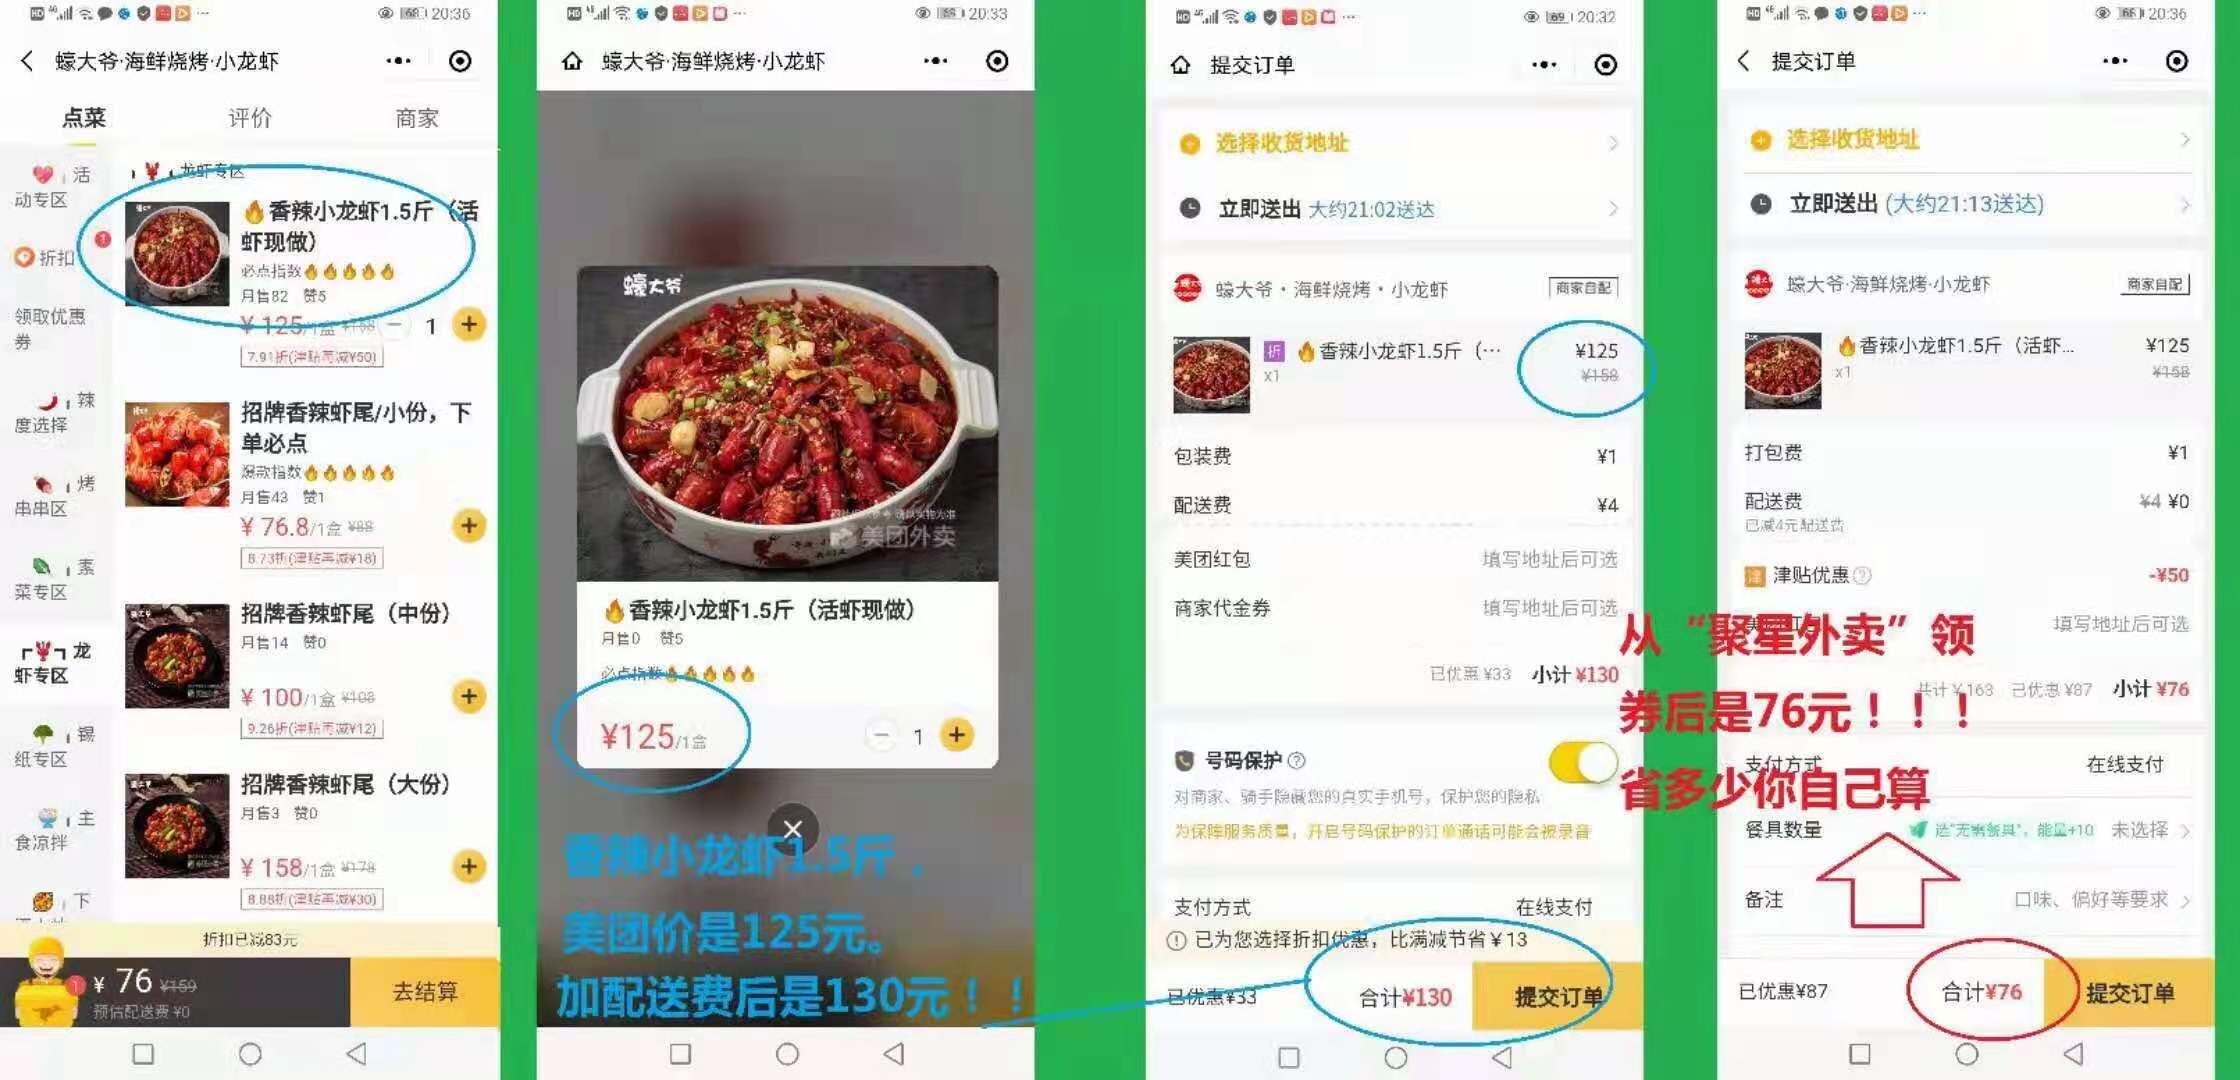 20:36
蠔大爷·海鲜烧烤·小龙虾
点菜
评价
商家
活
动专区
折扣
领取优惠
券
辣
度选择
烤
串串区
素
菜专区
龙
虾专区
锡
纸专区
主
食凉拌
下
龙虾专区
香辣小龙虾1.5斤（活
虾现做）
必点指数
月售82 赞5
¥ 125/1盒 ¥158
1
7.91折(津贴再减¥50)
招牌香辣虾尾/小份，下
单必点
爆款指数
月售43 赞1
¥ 76.8/1盒 ¥88
8.73折(津贴再减¥18)
招牌香辣虾尾（中份）
月售14 赞0
¥ 100/1盒 ¥108
9.26折(津贴再减¥12)
招牌香辣虾尾（大份）
月售3 赞0
¥ 158/1盒 ¥178
8.88折(津贴再减¥30)
折扣已减83元
1
¥ 76 ¥159
预估配送费 ¥0
去结算
20:33
蠔大爷·海鲜烧烤·小龙虾
蠔大爷
美团外卖
香辣小龙虾1.5斤（活虾现做）
月售0 赞5
必点指数
¥125/1盒
1
香辣小龙虾1.5斤，
美团价是125元。
加配送费后是130元！！
69 20:32
提交订单
选择收货地址
立即送出 大约21:02送达
蠔大爷·海鲜烧烤·小龙虾
商家自配
折 香辣小龙虾1.5斤（…
¥125
x1
¥158
包装费 ¥1
配送费 ¥4
美团红包 填写地址后可选
商家代金券 填写地址后可选
已优惠 ¥33 小计 ¥130
号码保护
对商家、骑手隐藏您的真实手机号，保护您的隐私
为保障服务质量，开启号码保护的订单通话可能会被录音
支付方式 在线支付
已为您选择折扣优惠，比满减节省 ¥ 13
已优惠¥33
合计¥130
提交订单
20:36
提交订单
选择收货地址
立即送出 (大约21:13送达)
蠔大爷·海鲜烧烤·小龙虾
商家自配
香辣小龙虾1.5斤（活虾...
¥125
x1
¥158
打包费 ¥1
配送费 ¥4 ¥0
已减4元配送费
津 津贴优惠 -¥50
填写地址后可选
共计 ¥ 163 已优惠 ¥87 小计 ¥76
从“聚星外卖”领
券后是76元！！！
省多少你自己算
支付方式 在线支付
餐具数量 选"无需餐具"，能量+10 未选择
备注 口味、偏好等要求
已优惠¥87
合计¥76
提交订单